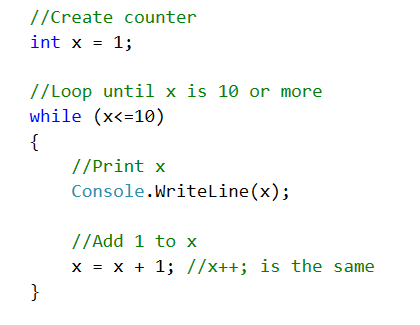 //Create counter
int x = 1;
//Loop until x is 10 or more
while (x<=10)
{
//Print x
Console.WriteLine(x);
//Add 1 to x
x = x + 1; //x++; is the same
}